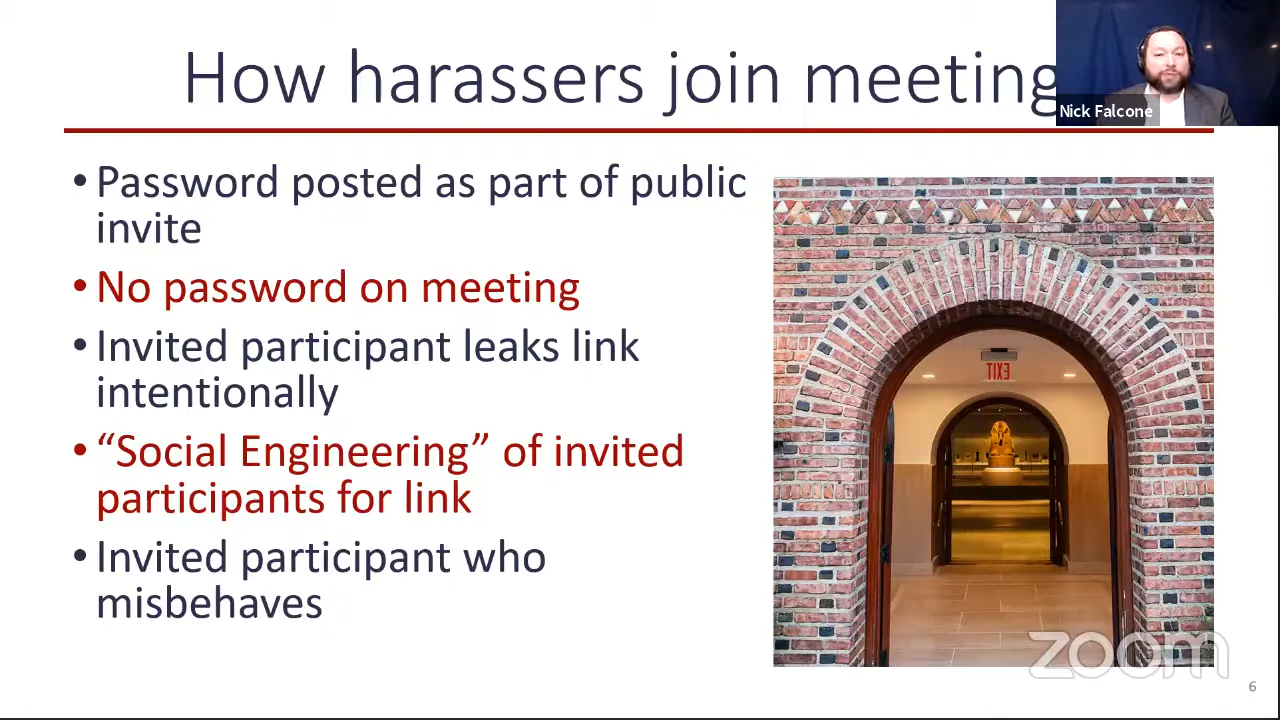 How harassers join meeting
Nick Falcone
• Password posted as part of public
invite
• No password on meeting
• Invited participant leaks link
intentionally
• “Social Engineering” of invited
participants for link
• Invited participant who
misbehaves
EXIT
zoom
6